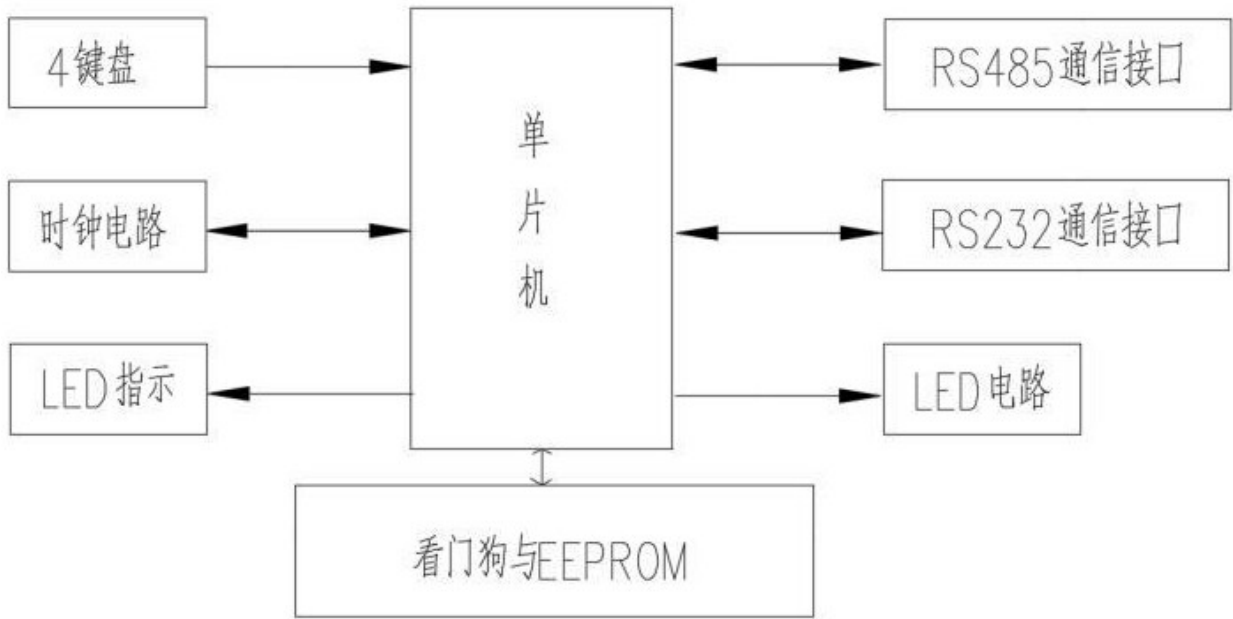 4键盘
RS485通信接口
单
片
机
时钟电路
RS232通信接口
LED指示
LED电路
看门狗与EEPROM